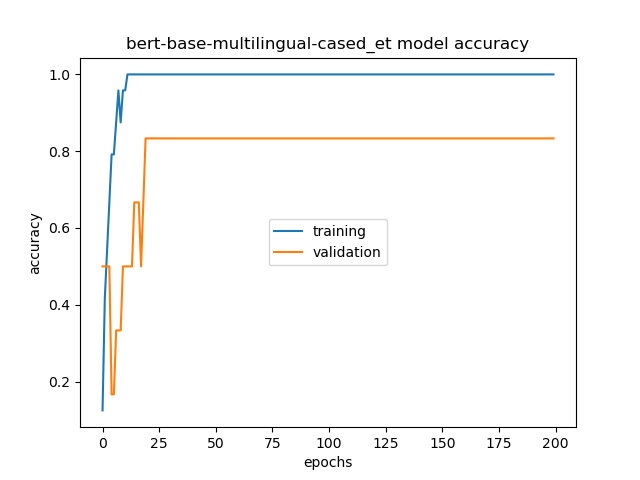 bert-base-multilingual-cased_et model accuracy
1.0
0.8
0.6
0.4
0.2
accuracy
training
validation
0 25 50 75 100 125 150 175 200
epochs